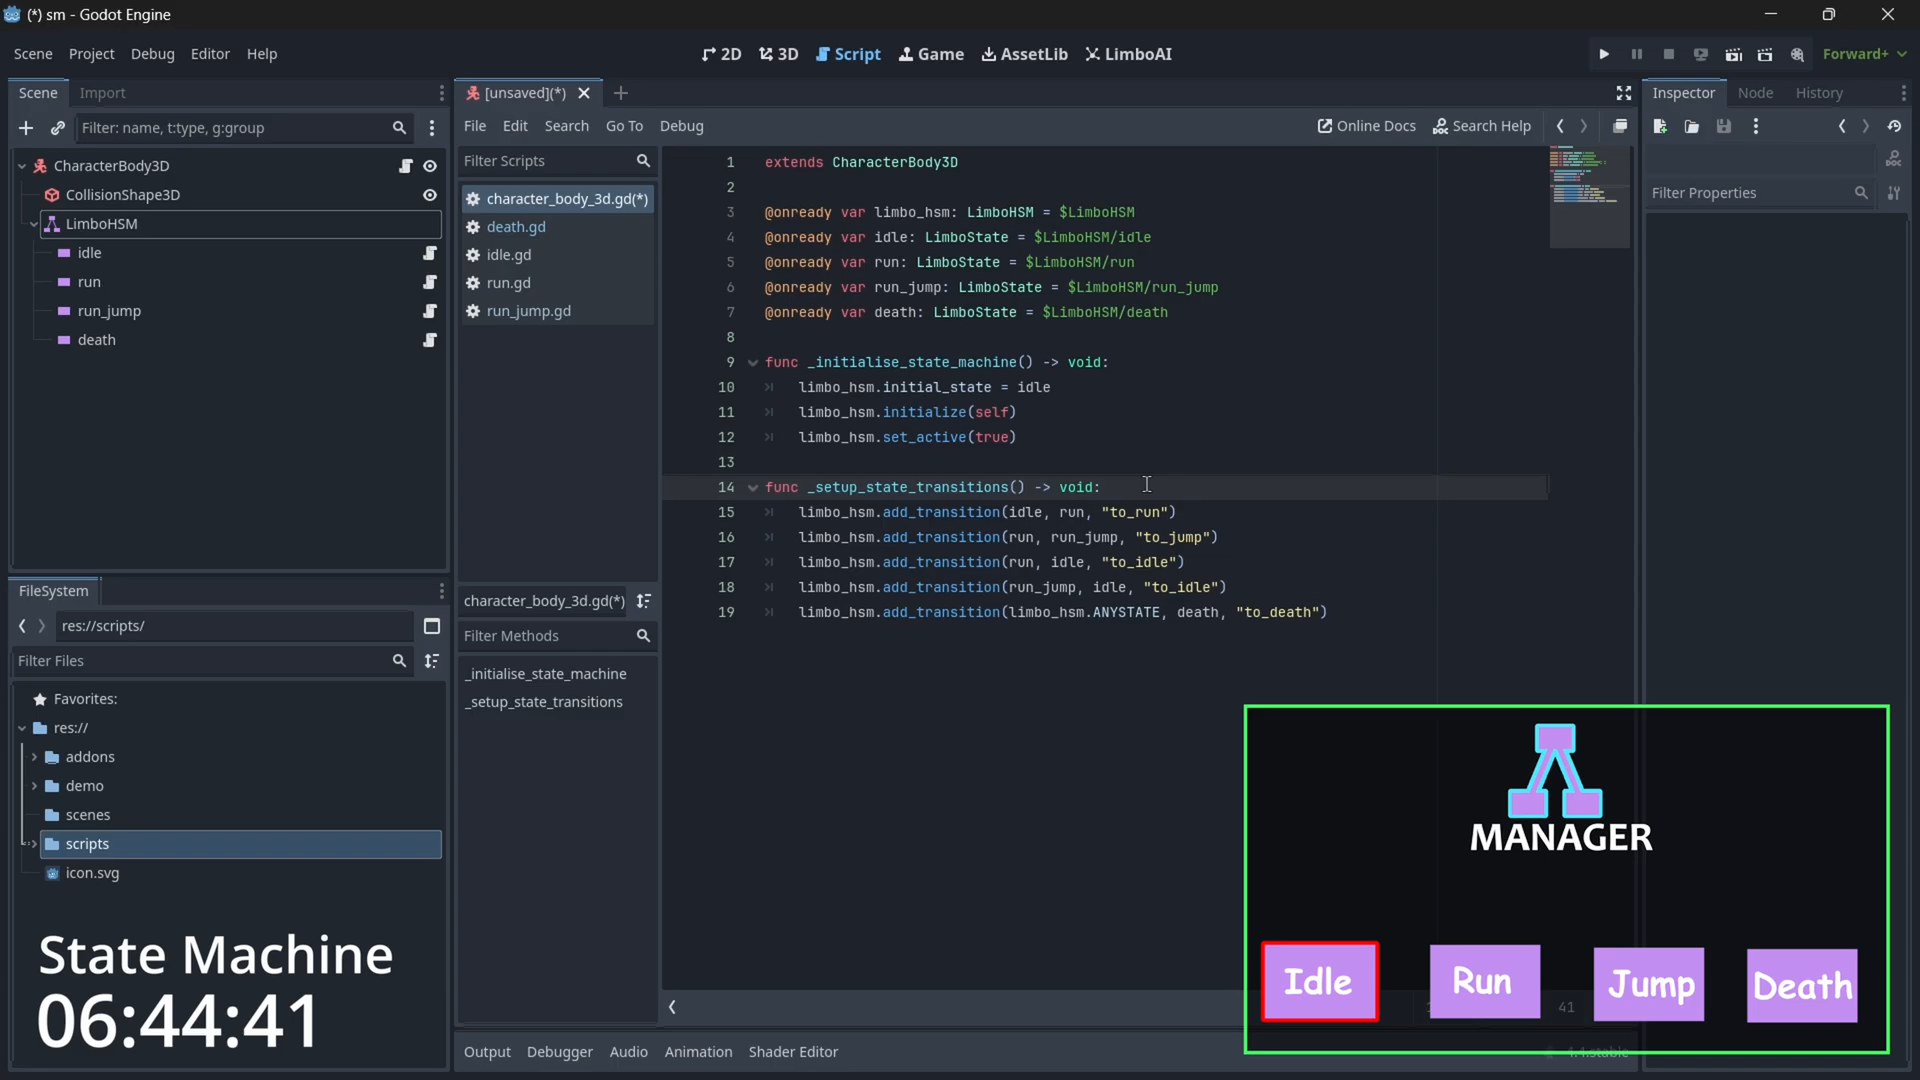 (*) sm - Godot Engine
Scene Project Debug Editor Help
2D 3D Script Game AssetLib LimboAI
Forward+
Scene Import
Filter: name, t:type, g:group
CharacterBody3D
CollisionShape3D
LimboHSM
idle
run
run_jump
death
FileSystem
res://scripts/
Filter Files
Favorites:
res://
addons
demo
scenes
scripts
icon.svg
State Machine
06:44:41
[unsaved](*)
File Edit Search Go To Debug
Online Docs Search Help
Filter Scripts
character_body_3d.gd(*)
death.gd
idle.gd
run.gd
run_jump.gd
character_body_3d.gd(*)
Filter Methods
_initialise_state_machine
_setup_state_transitions
1 extends CharacterBody3D
2
3 @onready var limbo_hsm: LimboHSM = $LimboHSM
4 @onready var idle: LimboState = $LimboHSM/idle
5 @onready var run: LimboState = $LimboHSM/run
6 @onready var run_jump: LimboState = $LimboHSM/run_jump
7 @onready var death: LimboState = $LimboHSM/death
8
9 func _initialise_state_machine() -> void:
10 limbo_hsm.initial_state = idle
11 limbo_hsm.initialize(self)
12 limbo_hsm.set_active(true)
13
14 func _setup_state_transitions() -> void:
15 limbo_hsm.add_transition(idle, run, "to_run")
16 limbo_hsm.add_transition(run, run_jump, "to_jump")
17 limbo_hsm.add_transition(run, idle, "to_idle")
18 limbo_hsm.add_transition(run_jump, idle, "to_idle")
19 limbo_hsm.add_transition(limbo_hsm.ANYSTATE, death, "to_death")
Inspector Node History
Filter Properties
MANAGER
Idle Run Jump Death
41
Output Debugger Audio Animation Shader Editor
4.4.stable